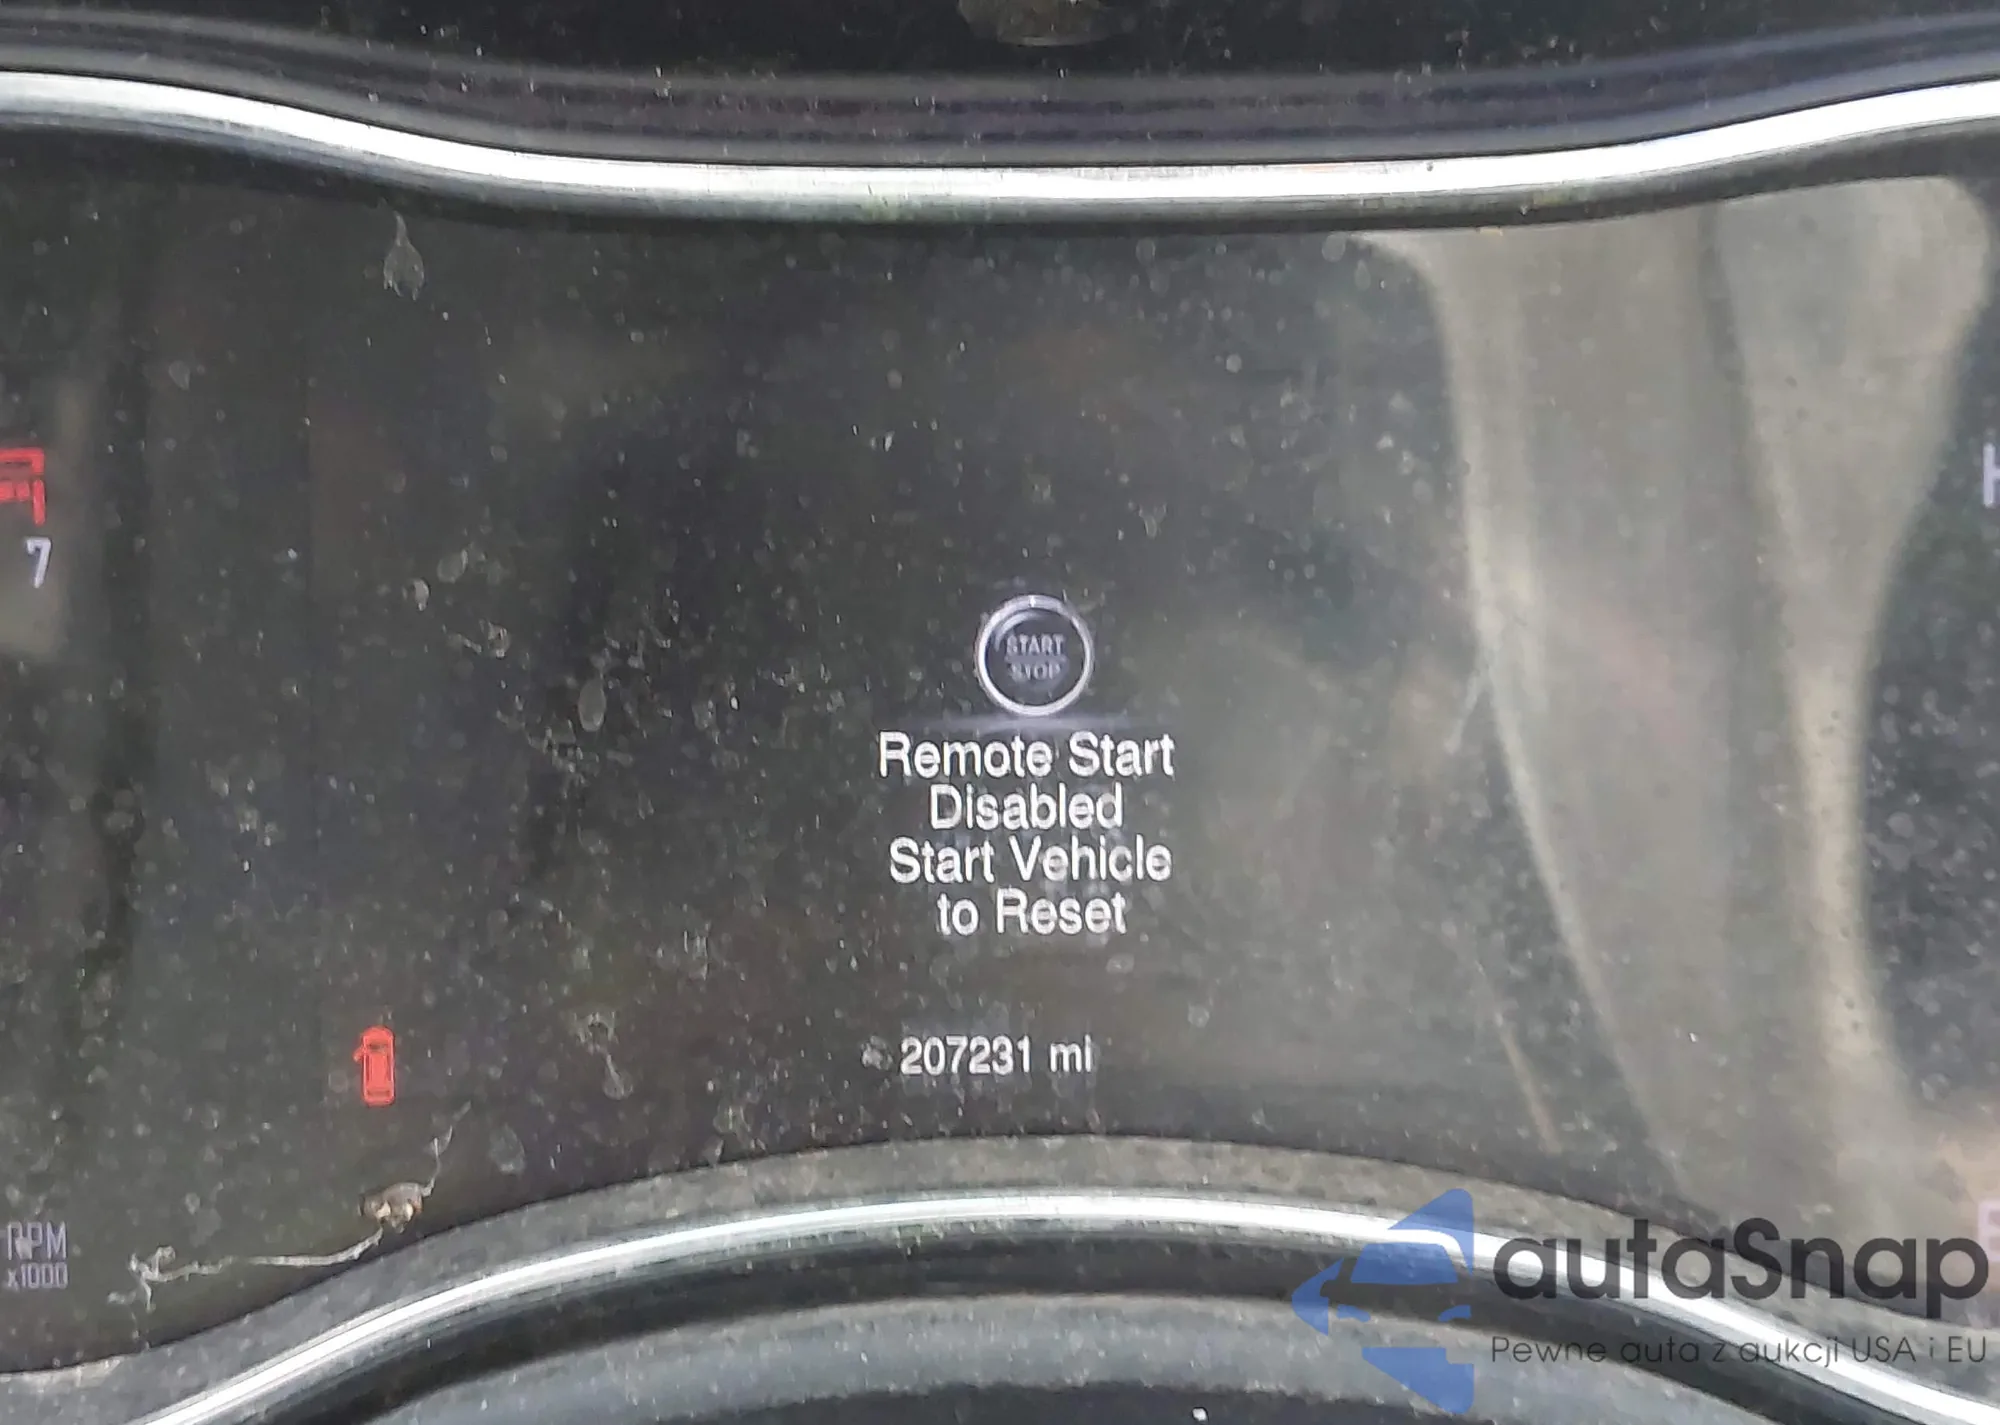 7
START
STOP
Remote Start
Disabled
Start Vehicle
to Reset
207231 mi
RPM
x1000
H
E
autaSnap
Pewne auta z aukcji USA i EU